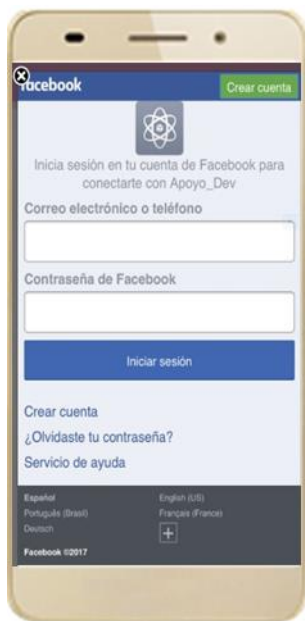 facebook
Crear cuenta
Inicia sesión en tu cuenta de Facebook para
conectarte con Apoyo_Dev
Correo electrónico o teléfono
Contraseña de Facebook
Iniciar sesión
Crear cuenta
¿Olvidaste tu contraseña?
Servicio de ayuda
Español
English (US)
Português (Brasil)
Français (France)
Deutsch
Facebook ©2017